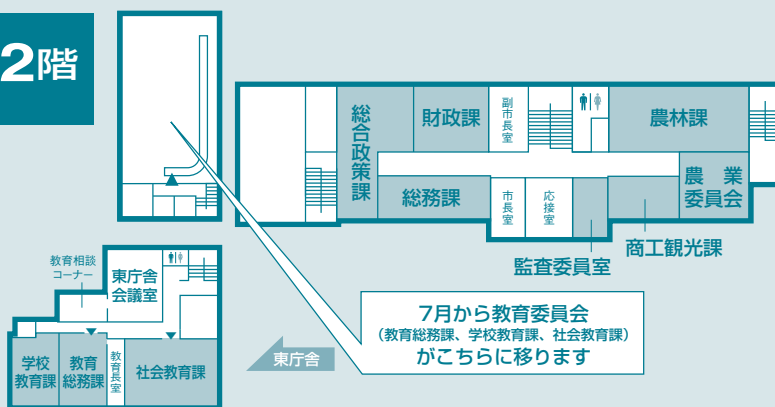 2階
総合政策課
財政課
副市長室
農林課
総務課
市長室
応接室
農業
委員会
監査委員室
商工観光課
教育相談
コーナー
東庁舎
会議室
学校
教育課
教育
総務課
教育長室
社会教育課
東庁舎
7月から教育委員会
(教育総務課、学校教育課、社会教育課)
がこちらに移ります